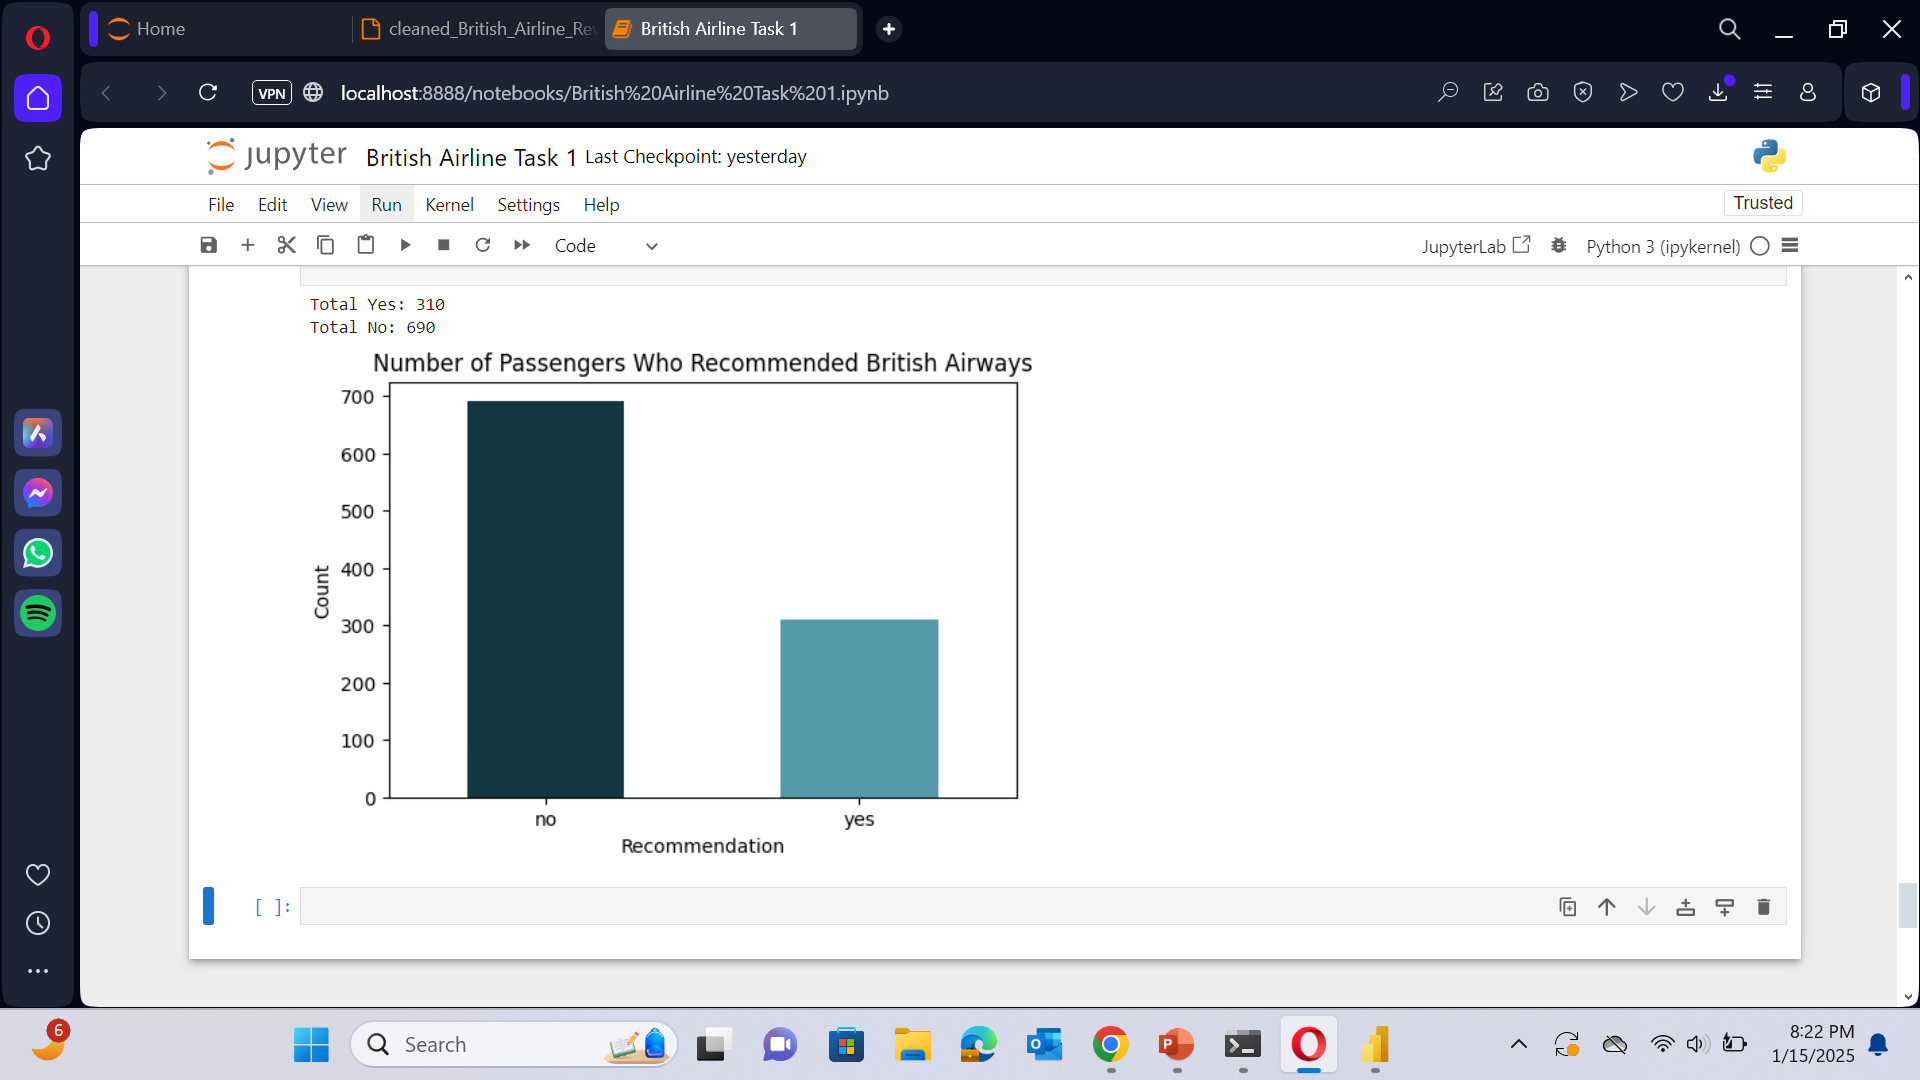 Home
cleaned_British_Airline_Rev
British Airline Task 1
VPN
localhost:8888/notebooks/British%20Airline%20Task%201.ipynb
jupyter
British Airline Task 1 Last Checkpoint: yesterday
File Edit View Run Kernel Settings Help
Trusted
Code
JupyterLab
Python 3 (ipykernel)
Total Yes: 310
Total No: 690
Number of Passengers Who Recommended British Airways
700
600
500
400
300
200
100
0
Count
no
yes
Recommendation
[ ]:
6
Search
8:22 PM
1/15/2025